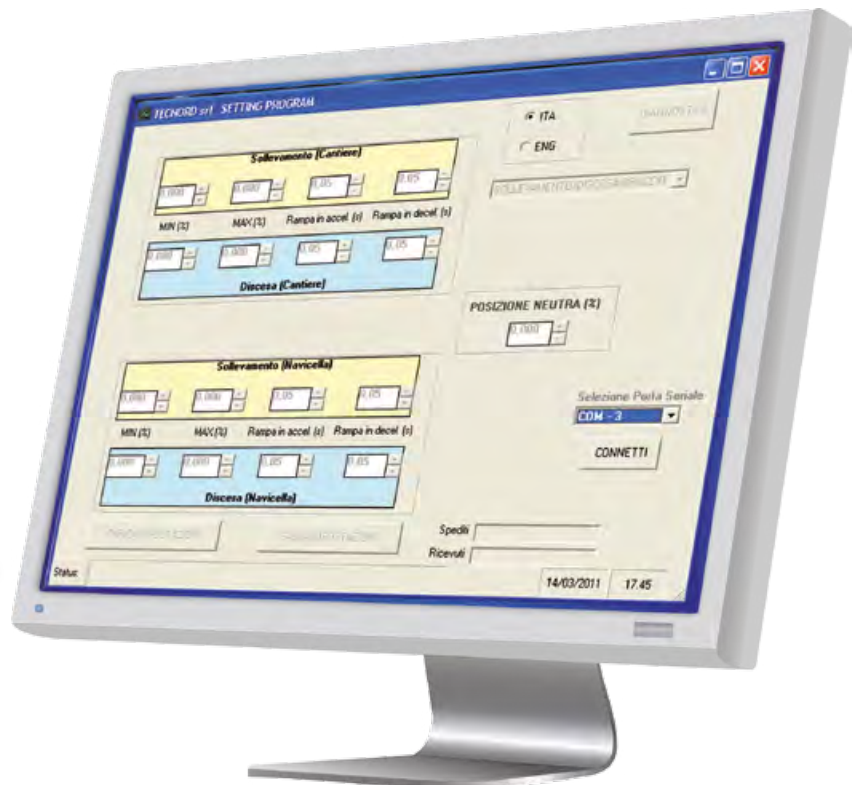 TECNORD srl SETTING PROGRAM
ITA
ENG
Sollevamento (Cantiere)
0,000 0,000 0,05 0,05
MIN (%) MAX (%) Rampa in accel. (s) Rampa in decel. (s)
0,000 0,000 0,05 0,05
Discesa (Cantiere)
POSIZIONE NEUTRA (%)
0,000
Sollevamento (Navicella)
0,000 0,000 0,05 0,05
MIN (%) MAX (%) Rampa in accel. (s) Rampa in decel. (s)
0,000 0,000 0,05 0,05
Discesa (Navicella)
Selezione Porta Seriale
COM - 3
CONNETTI
Spediti
Ricevuti
Status:
14/03/2011 17.45